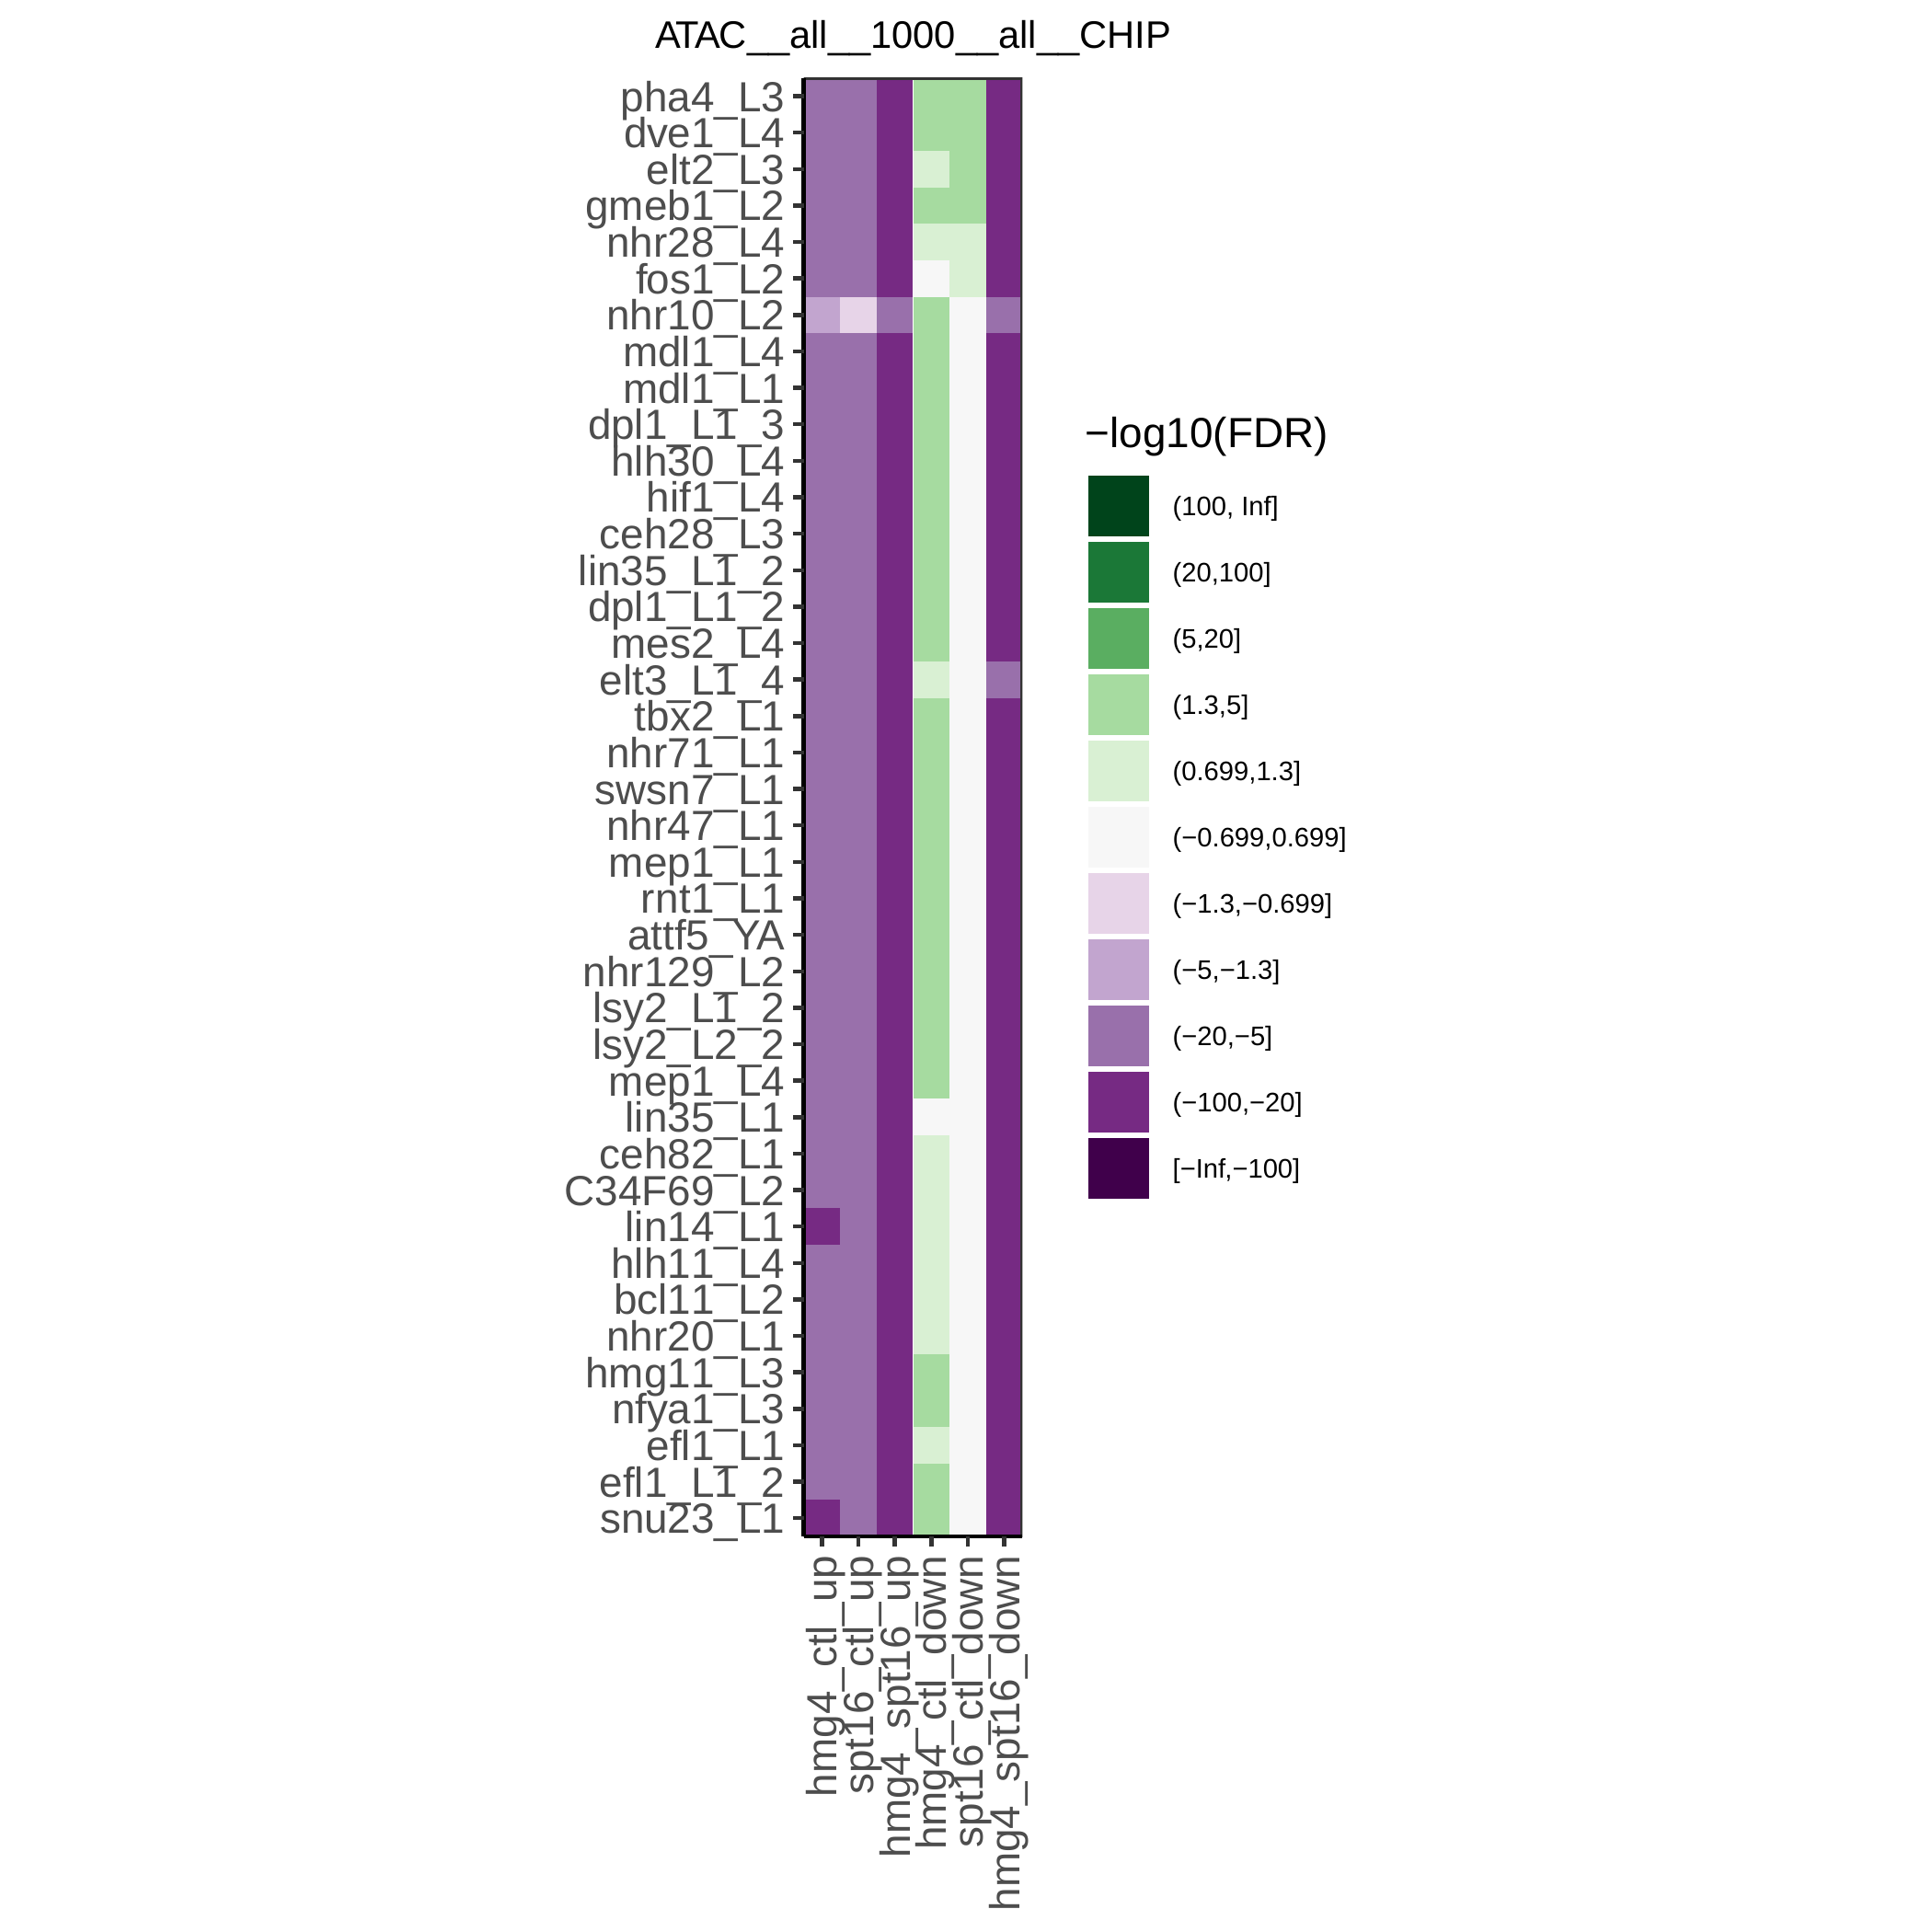 ATAC__all__1000__all__CHIP
pha4_L3
dve1_L4
elt2_L3
gmeb1_L2
nhr28_L4
fos1_L2
nhr10_L2
mdl1_L4
mdl1_L1
dpl1_L1_3
hlh30_L4
hif1_L4
ceh28_L3
lin35_L1_2
dpl1_L1_2
mes2_L4
elt3_L1_4
tbx2_L1
nhr71_L1
swsn7_L1
nhr47_L1
mep1_L1
rnt1_L1
attf5_YA
nhr129_L2
lsy2_L1_2
lsy2_L2_2
mep1_L4
lin35_L1
ceh82_L1
C34F69_L2
lin14_L1
hlh11_L4
bcl11_L2
nhr20_L1
hmg11_L3
nfya1_L3
efl1_L1
efl1_L1_2
snu23_L1
hmg4_ctl_up
spt16_ctl_up
hmg4_spt16_up
hmg4_ctl_down
spt16_ctl_down
hmg4_spt16_down
−log10(FDR)
(100, Inf]
(20,100]
(5,20]
(1.3,5]
(0.699,1.3]
(−0.699,0.699]
(−1.3,−0.699]
(−5,−1.3]
(−20,−5]
(−100,−20]
[−Inf,−100]